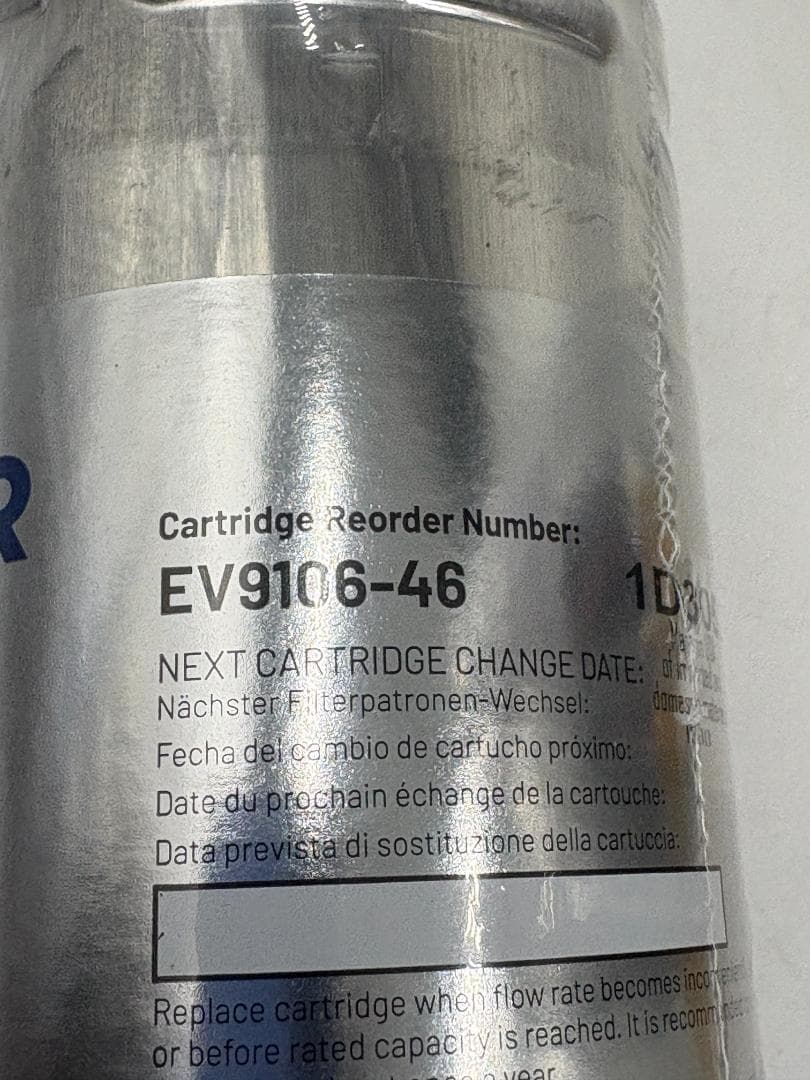 R
Cartridge Reorder Number:
EV9106-46
NEXT CARTRIDGE CHANGE DATE:
Nächster Filterpatronen-Wechsel:
Fecha del cambio de cartucho próximo:
Date du prochain échange de la cartouche:
Data prevista di sostituzione della cartuccia:
Replace cartridge when flow rate becomes
or before rated capacity is reached. It is
a year